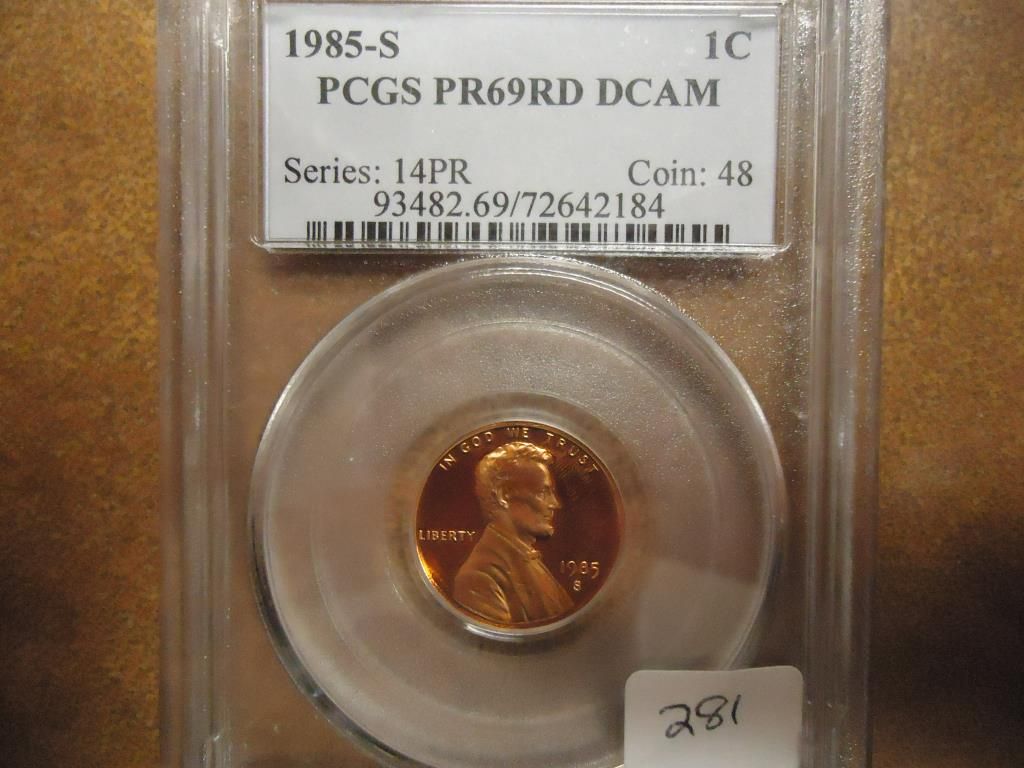 1985-S 1C
PCGS PR69RD DCAM
Series: 14PR Coin: 48
93482.69/72642184
IN GOD WE TRUST
LIBERTY
1985
S
281